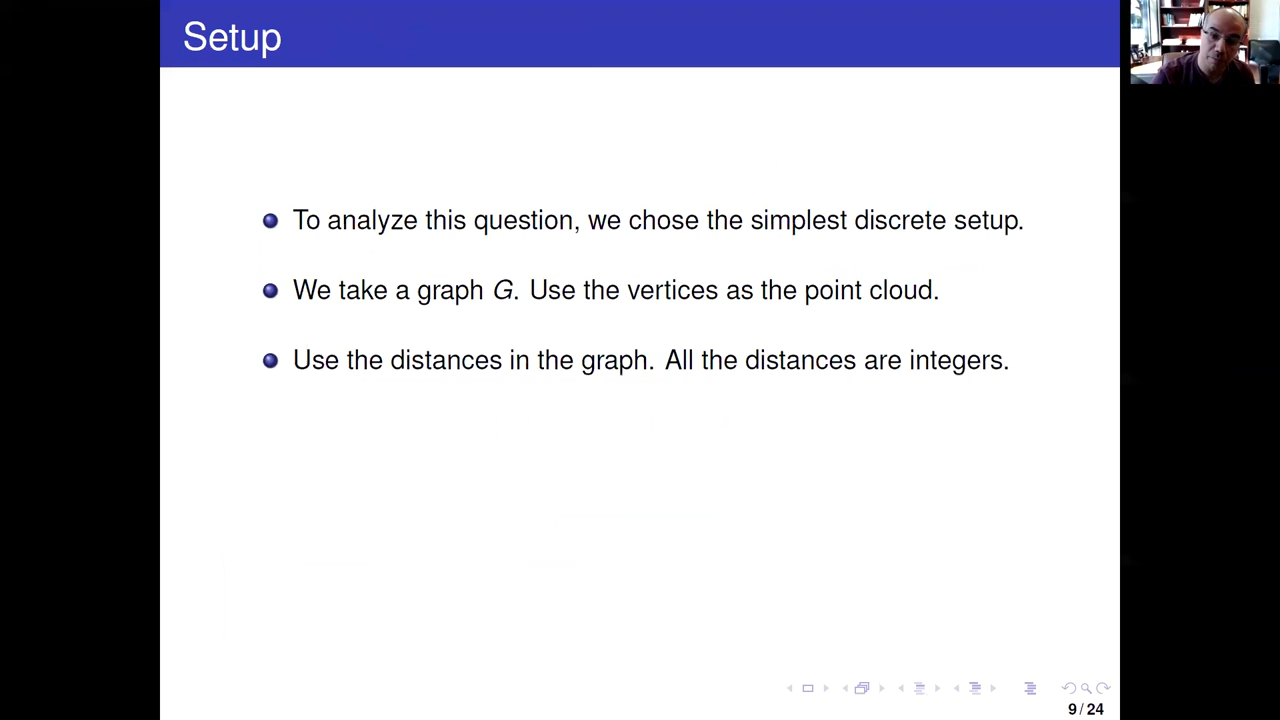 Setup
To analyze this question, we chose the simplest discrete setup.
We take a graph G. Use the vertices as the point cloud.
Use the distances in the graph. All the distances are integers.
9 / 24